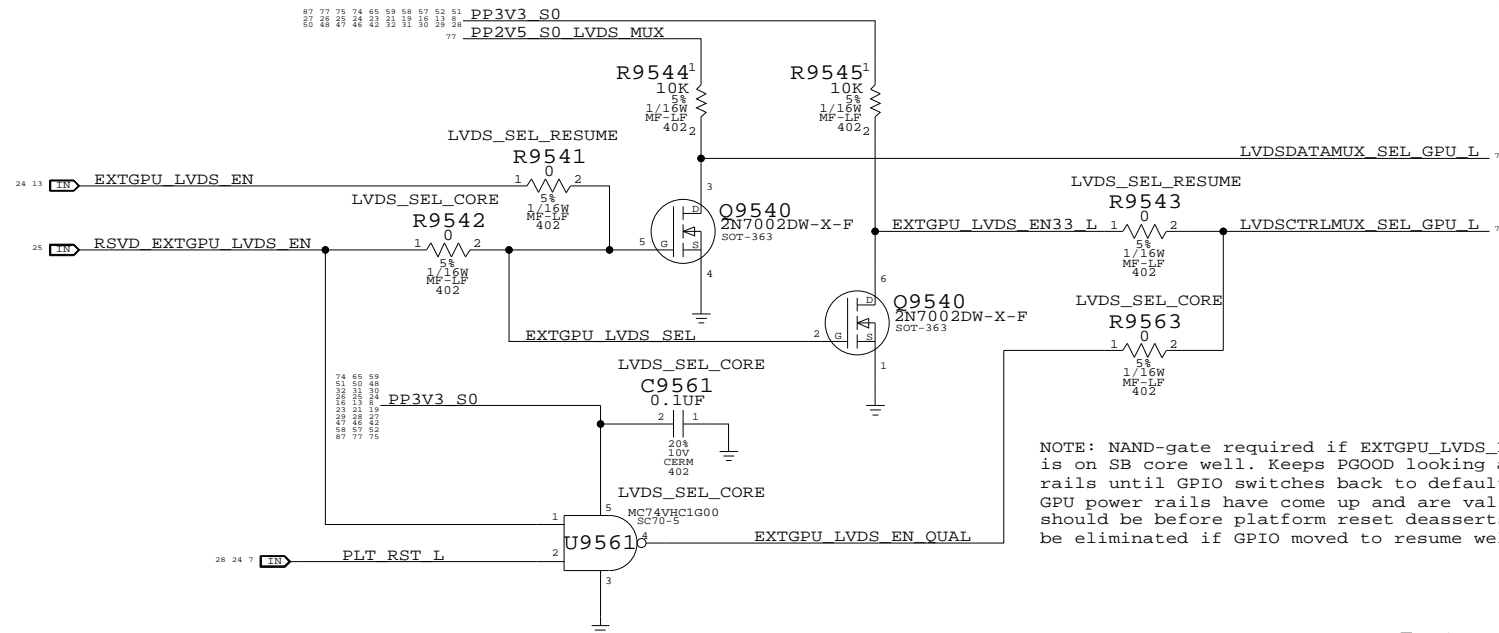 87 77 75 74 65 59 58 57 52 51
27 26 25 24 23 21 19 16 13 8
50 48 47 46 42 32 31 30 29 28
PP3V3_S0
77 PP2V5_S0_LVDS_MUX
R9544
1
10K
5%
1/16W
MF-LF
402
2
R9545
1
10K
5%
1/16W
MF-LF
402
2
LVDSDATAMUX_SEL_GPU_L 7
LVDS_SEL_RESUME
R9541
0
1 2
5%
1/16W
MF-LF
402
24 13 IN EXTGPU_LVDS_EN
LVDS_SEL_CORE
R9542
0
1 2
5%
1/16W
MF-LF
402
25 IN RSVD_EXTGPU_LVDS_EN
3
D
Q9540
2N7002DW-X-F
SOT-363
5 G S
4
LVDS_SEL_RESUME
R9543
0
EXTGPU_LVDS_EN33_L 1 2 LVDSCTRLMUX_SEL_GPU_L 7
5%
1/16W
MF-LF
402
6
D
Q9540
2N7002DW-X-F
SOT-363
EXTGPU_LVDS_SEL 2 G S
1
LVDS_SEL_CORE
R9563
0
1 2
5%
1/16W
MF-LF
402
LVDS_SEL_CORE
C9561
0.1UF
2 1
20%
10V
CERM
402
74 65 59
51 50 48
32 31 30
26 25 24
16 13 8
23 21 19
29 28 27
47 46 42
58 57 52
87 77 75
PP3V3_S0
LVDS_SEL_CORE
5
MC74VHC1G00
SC70-5
1
U9561
4
EXTGPU_LVDS_EN_QUAL
2
3
28 24 7 IN PLT_RST_L
NOTE: NAND-gate required if EXTGPU_LVDS_
is on SB core well. Keeps PGOOD looking
rails until GPIO switches back to defaul
GPU power rails have come up and are val
should be before platform reset deassert
be eliminated if GPIO moved to resume we